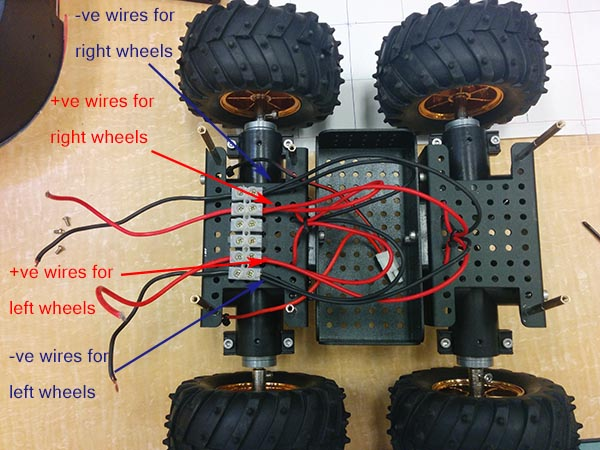 -ve wires for
right wheels
+ve wires for
right wheels
+ve wires for
left wheels
-ve wires for
left wheels